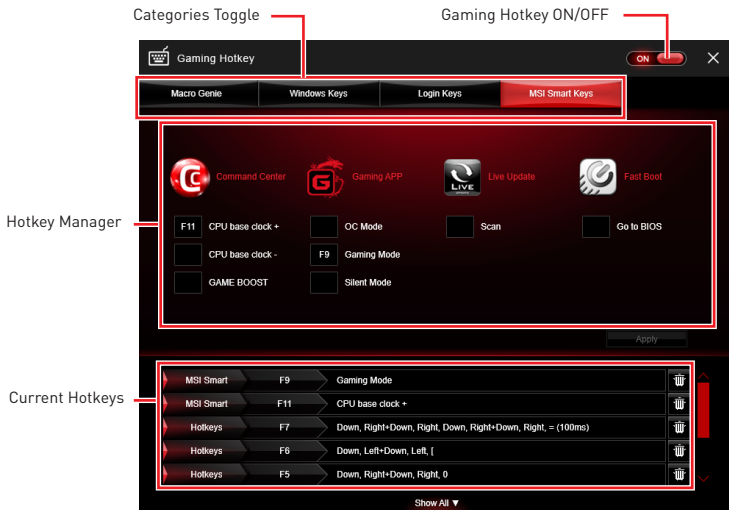 Categories Toggle
Gaming Hotkey ON/OFF
Gaming Hotkey
ON
Macro Genie
Windows Keys
Login Keys
MSI Smart Keys
Hotkey Manager
Command Center
Gaming APP
LIVE
UPDATE
Live Update
Fast Boot
F11 CPU base clock +
OC Mode
Scan
Go to BIOS
CPU base clock -
F9 Gaming Mode
GAME BOOST
Silent Mode
Apply
Current Hotkeys
MSI Smart F9 Gaming Mode
MSI Smart F11 CPU base clock +
Hotkeys F7 Down, Right+Down, Right, Down, Right+Down, Right, = (100ms)
Hotkeys F6 Down, Left+Down, Left, [
Hotkeys F5 Down, Right+Down, Right, 0
Show All ▼